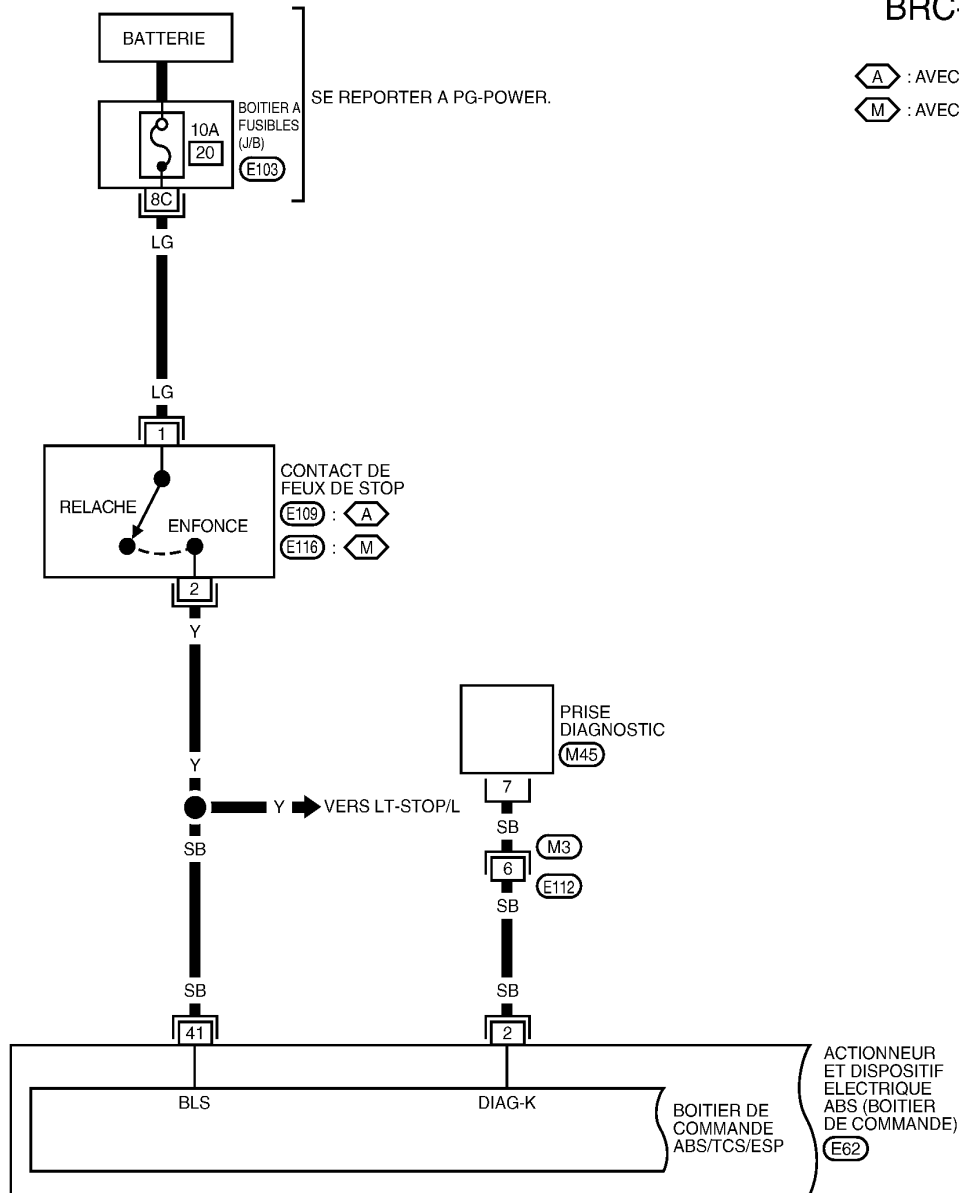 BRC-
BATTERIE
SE REPORTER A PG-POWER.
A : AVEC
M : AVEC
BOITIER A
FUSIBLES
(J/B)
E103
10A
20
8C
LG
LG
1
CONTACT DE
FEUX DE STOP
E109 : A
E116 : M
RELACHE
ENFONCE
2
Y
Y
Y
VERS LT-STOP/L
SB
SB
41
PRISE
DIAGNOSTIC
M45
7
SB
M3
6
E112
SB
SB
2
BLS
DIAG-K
BOITIER DE
COMMANDE
ABS/TCS/ESP
ACTIONNEUR
ET DISPOSITIF
ELECTRIQUE
ABS (BOITIER
DE COMMANDE)
E62